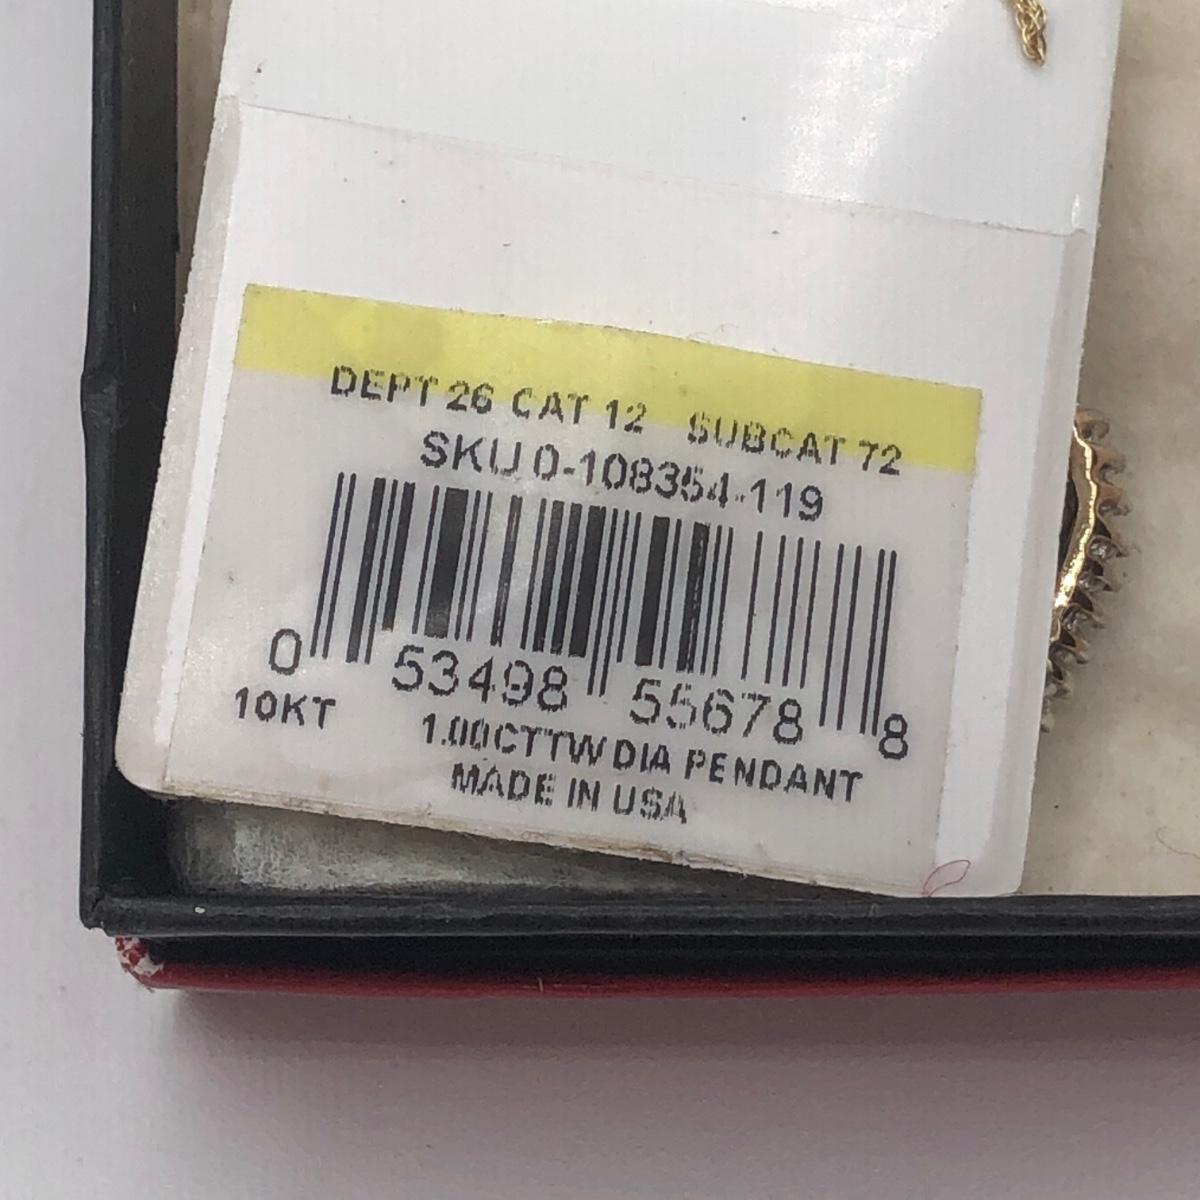 DEPT 26 CAT 12 SUBCAT 72
SKU 0-108354-119
0 53498 55678 8
10KT 1.00CTTW DIA PENDANT
MADE IN USA